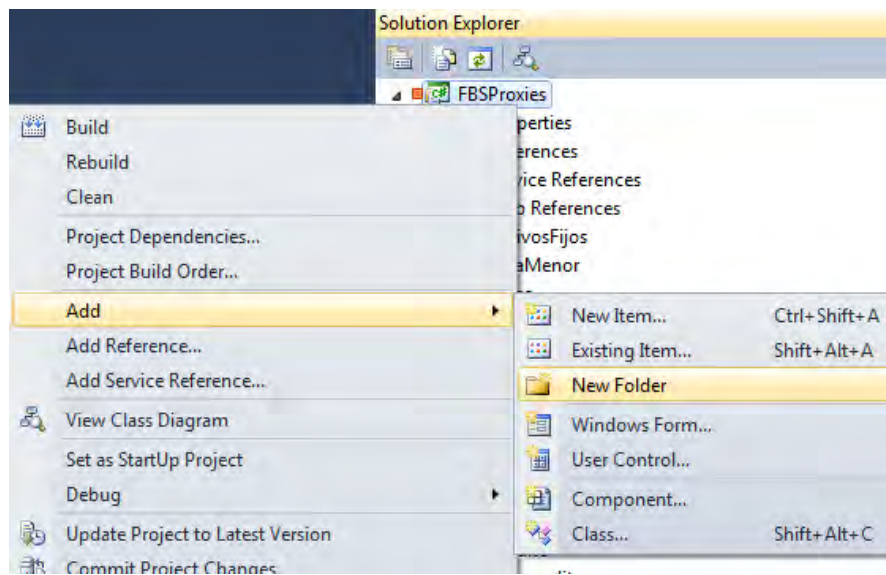 Solution Explorer
FBSProxies
Build
perties
Rebuild
erences
vice References
Clean
References
Project Dependencies...
ivosFijos
Project Build Order...
aMenor
Add
New Item... Ctrl+Shift+A
Add Reference...
Existing Item... Shift+Alt+A
Add Service Reference...
New Folder
View Class Diagram
Windows Form...
Set as StartUp Project
User Control...
Debug
Component...
Update Project to Latest Version
Class... Shift+Alt+C
Commit Project Changes